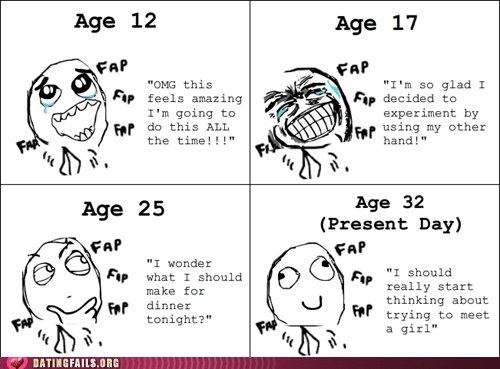 Age 12
FAP
"OMG this
feels amazing
I'm going to
do this ALL
the time!!!"
FAP
FAP
FAP
Age 17
FAP
"I'm so glad I
decided to
experiment by
using my other
hand!"
FAP
FAP
FAP
Age 25
FAP
"I wonder
what I should
make for
dinner
tonight?"
FAP
FAP
FAP
Age 32
(Present Day)
FAP
"I should
really start
thinking about
trying to meet
a girl"
FAP
FAP
FAP
DATINGFAILS.ORG